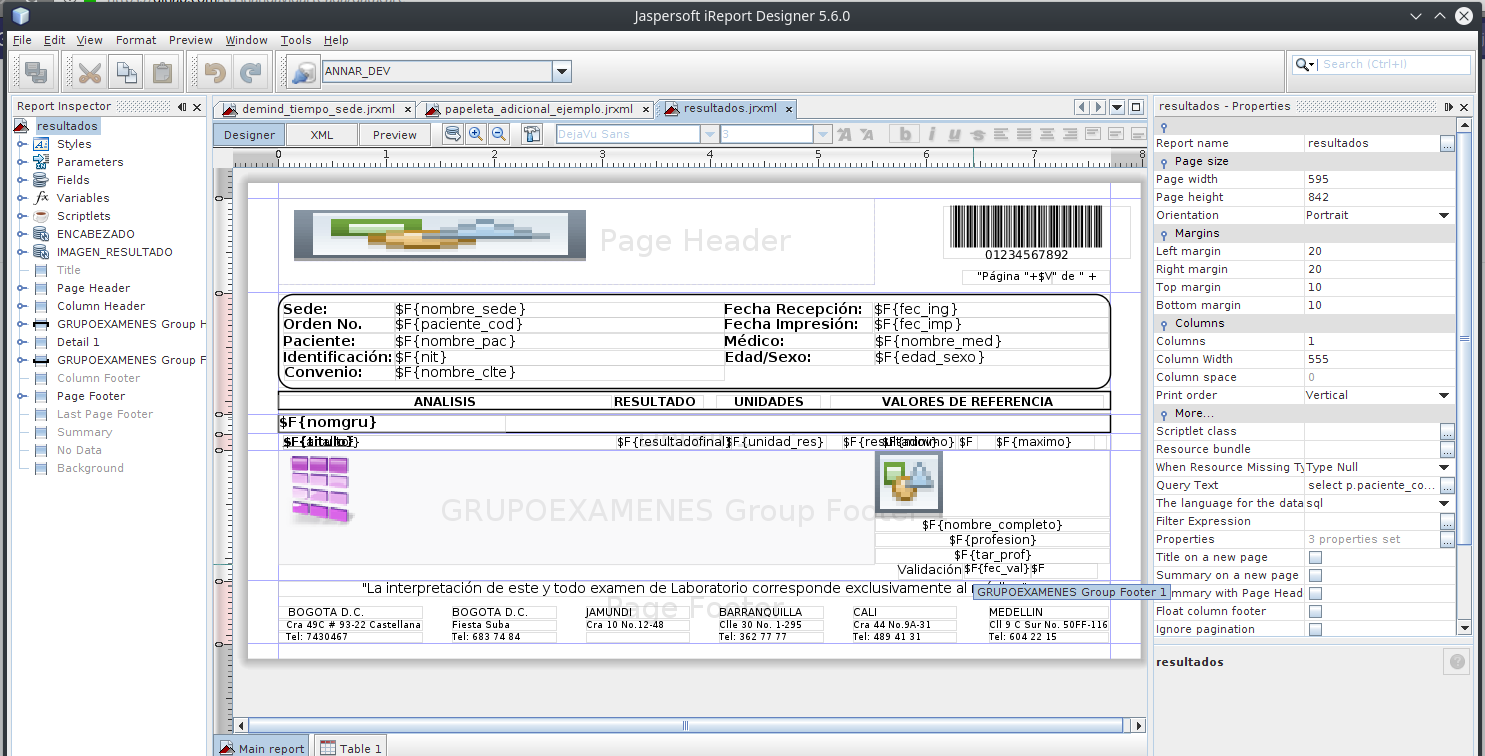 Jaspersoft iReport Designer 5.6.0
File Edit View Format Preview Window Tools Help
ANNAR_DEV
Search (Ctrl+I)
Report Inspector
resultados
Styles
Parameters
Fields
Variables
Scriptlets
ENCABEZADO
IMAGEN_RESULTADO
Title
Page Header
Column Header
GRUPOEXAMENES Group H
Detail 1
GRUPOEXAMENES Group F
Column Footer
Page Footer
Last Page Footer
Summary
No Data
Background
demind_tiempo_sede.jrxml papeleta_adicional_ejemplo.jrxml resultados.jrxml
Designer XML Preview DejaVu Sans 3
0 1 2 3 4 5 6 7 8
Page Header
01234567892
"Página "+$V" de " +
Sede: $F{nombre_sede} Fecha Recepción: $F{fec_ing}
Orden No. $F{paciente_cod} Fecha Impresión: $F{fec_imp}
Paciente: $F{nombre_pac} Médico: $F{nombre_med}
Identificación: $F{nit} Edad/Sexo: $F{edad_sexo}
Convenio: $F{nombre_clte}
ANALISIS RESULTADO UNIDADES VALORES DE REFERENCIA
$F{nomgru}
$F{resultadofinal} $F{unidad_res} $F $F{maximo}
GRUPOEXAMENES Group Footer
$F{nombre_completo}
$F{profesion}
$F{tar_prof}
Validación $F{fec_val} $F
"La interpretación de este y todo examen de Laboratorio corresponde exclusivamente al
GRUPOEXAMENES Group Footer 1
Page Footer
BOGOTA D.C. BOGOTA D.C. JAMUNDI BARRANQUILLA CALI MEDELLIN
Cra 49C # 93-22 Castellana Fiesta Suba Cra 10 No.12-48 Clle 30 No. 1-295 Cra 44 No.9A-31 Cll 9 C Sur No. 50FF-116
Tel: 7430467 Tel: 683 74 84 Tel: 362 77 77 Tel: 489 41 31 Tel: 604 22 15
Main report Table 1
resultados - Properties
Report name resultados ...
Page size
Page width 595
Page height 842
Orientation Portrait
Margins
Left margin 20
Right margin 20
Top margin 10
Bottom margin 10
Columns
Columns 1
Column Width 555
Column space 0
Print order Vertical
More...
Scriptlet class ...
Resource bundle ...
When Resource Missing Ty Type Null
Query Text select p.paciente_co... ...
The language for the data sql
Filter Expression ...
Properties 3 properties set ...
Title on a new page
Summary on a new page
Summary with Page Head
Float column footer
Ignore pagination
resultados